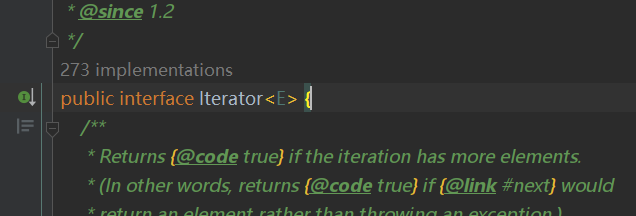 * @since 1.2
*/
273 implementations
public interface Iterator<E> {
/**
* Returns {@code true} if the iteration has more elements.
* (In other words, returns {@code true} if {@link #next} would
* return an element rather than throwing an exception.)